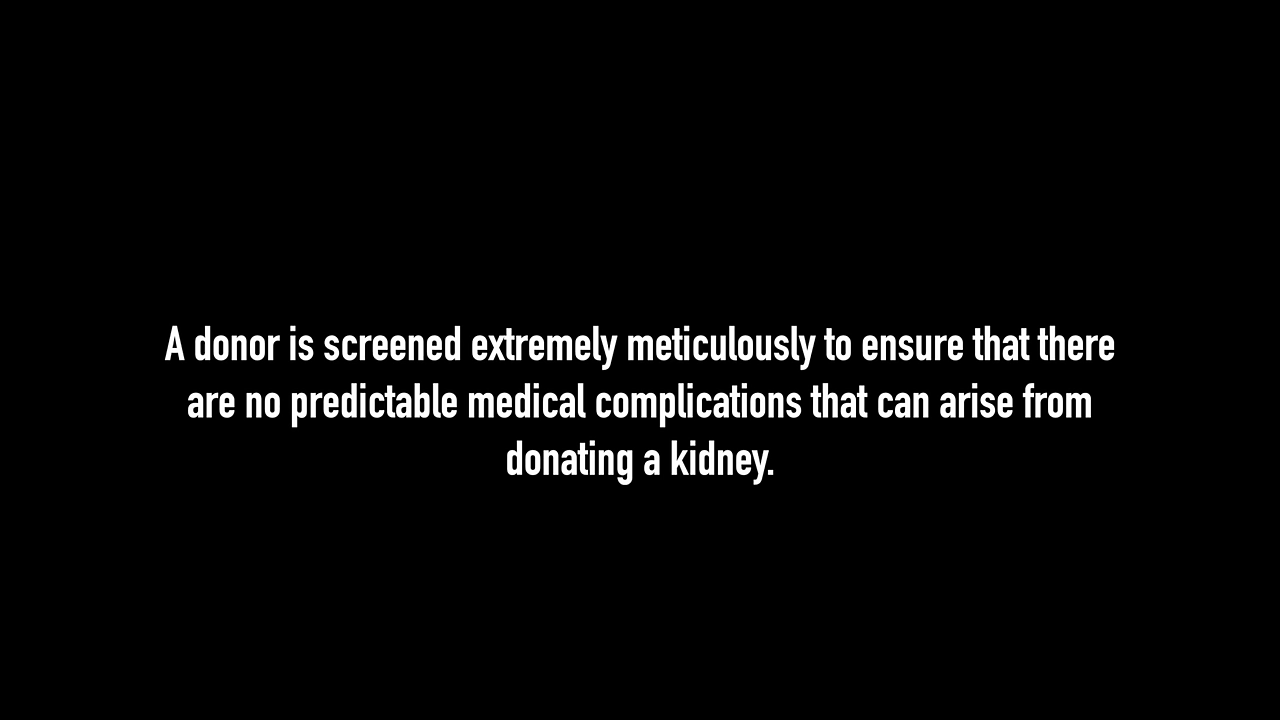 A donor is screened extremely meticulously to ensure that there
are no predictable medical complications that can arise from
donating a kidney.